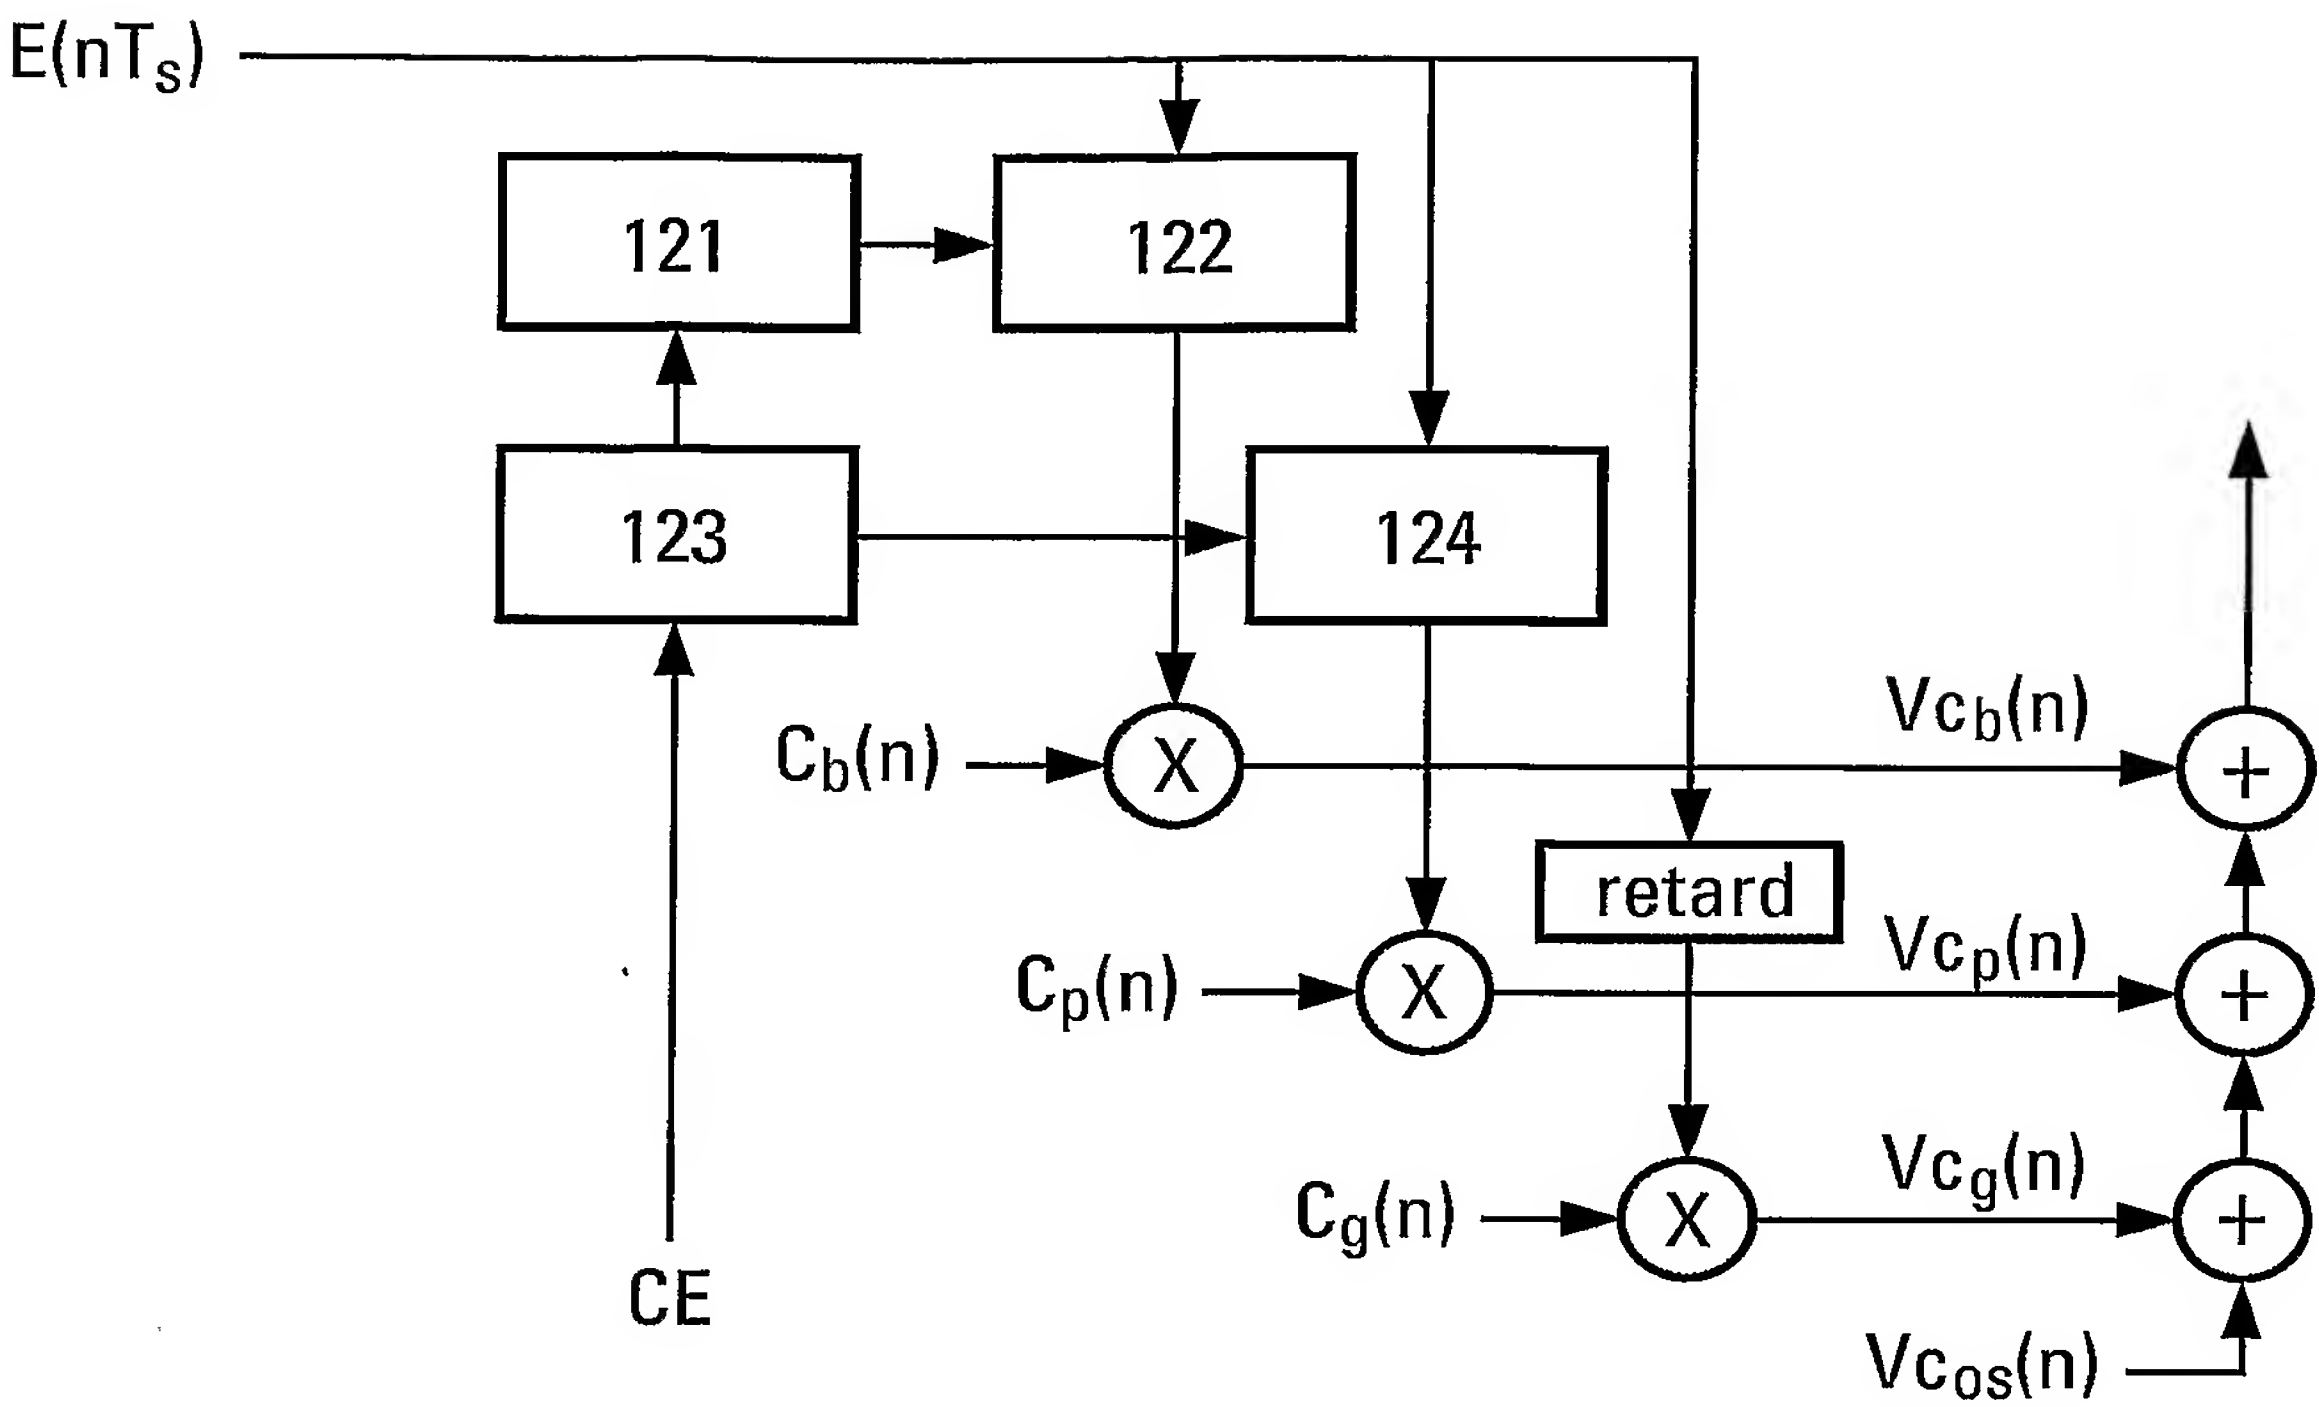 E(nTs)
121
122
123
124
Vcb(n)
Cb(n)
X
+
retard
Vcp(n)
Cp(n)
X
+
Vcg(n)
Cg(n)
X
+
CE
Vcos(n)